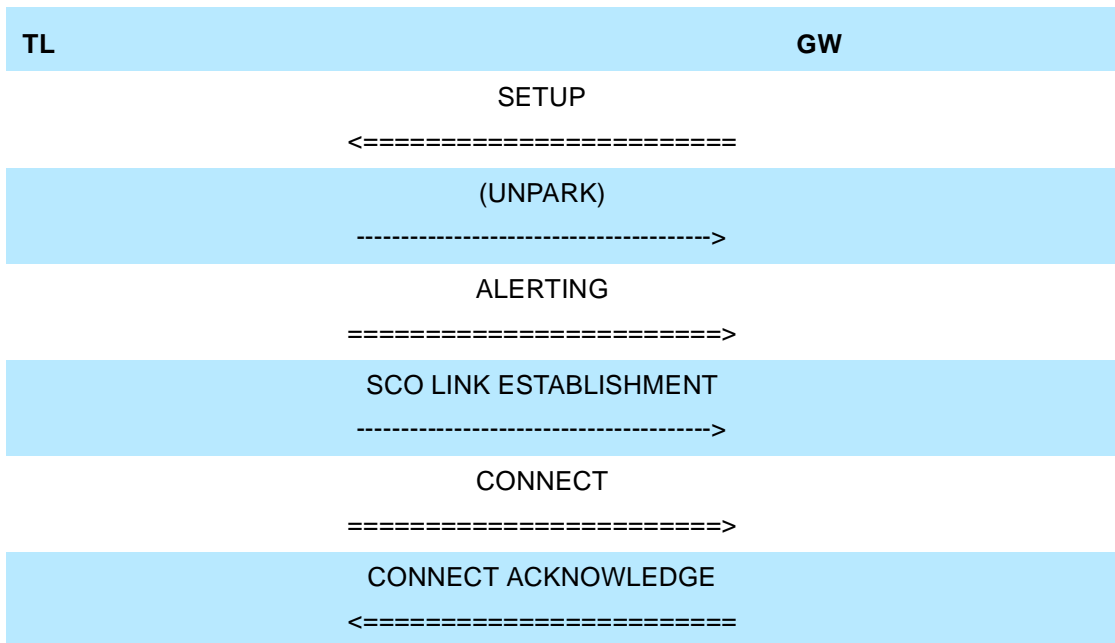 TL GW
SETUP
<========================
(UNPARK)
---------------------------------------->
ALERTING
========================>
SCO LINK ESTABLISHMENT
---------------------------------------->
CONNECT
========================>
CONNECT ACKNOWLEDGE
<========================